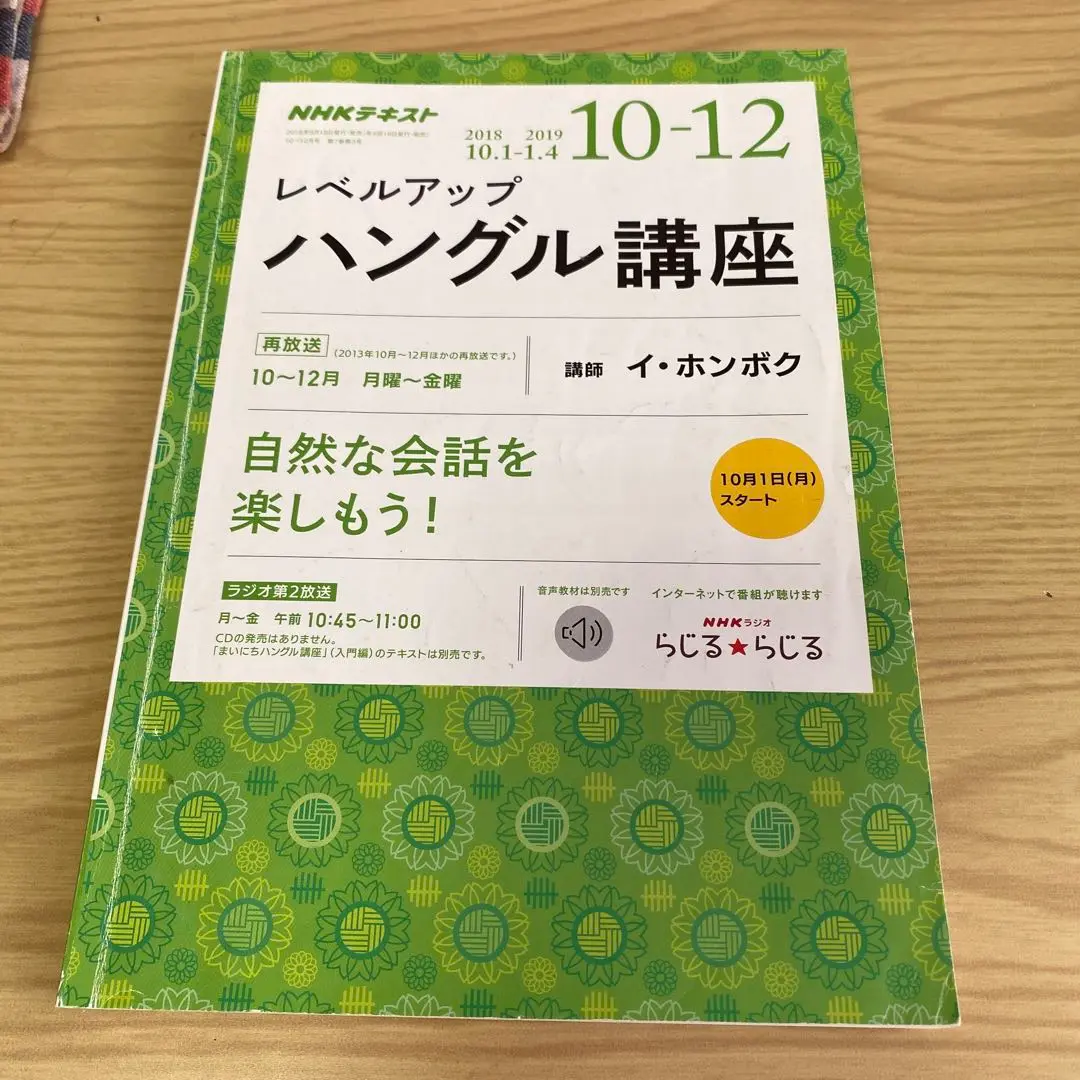 NHKテキスト
2018 2019
10.1-1.4
10-12
レベルアップ
ハングル講座
再放送 (2013年10月~12月ほかの再放送です。)
10~12月 月曜~金曜
講師 イ・ホンボク
自然な会話を
楽しもう!
10月1日(月)
スタート
ラジオ第2放送
月~金 午前10:45~11:00
CDの発売はありません。
「まいにちハングル講座」(入門編)のテキストは別売です。
音声教材は別売です
インターネットで番組が聴けます
NHKラジオ
らじる★らじる